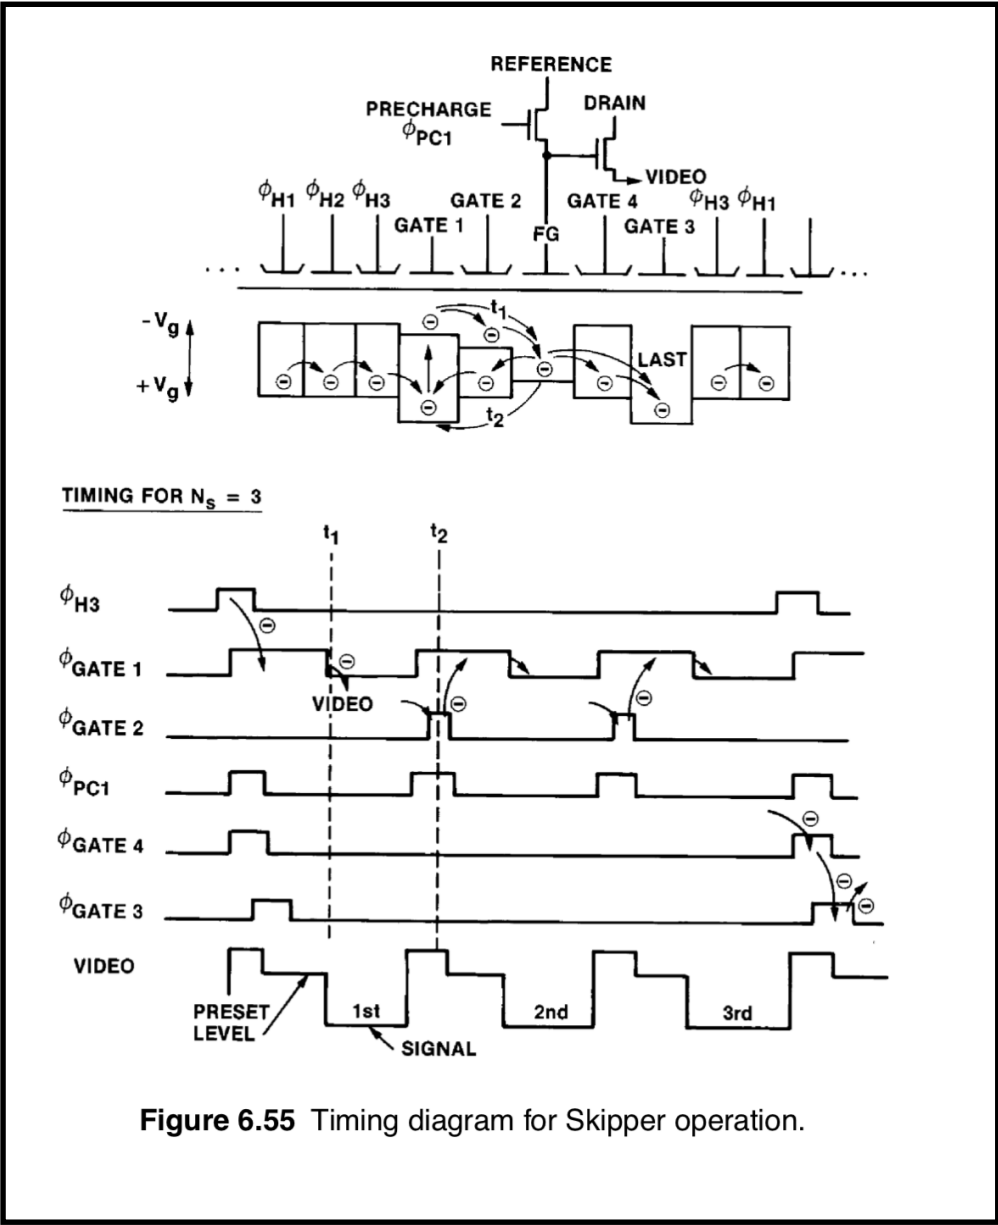 REFERENCE
PRECHARGE
ϕPC1
DRAIN
VIDEO
ϕH1 ϕH2 ϕH3
GATE 1
GATE 2
FG
GATE 4
GATE 3
ϕH3 ϕH1
. . .
. . .
- Vg
+ Vg
t1
LAST
t2
TIMING FOR Ns = 3
t1
t2
ϕH3
ϕGATE 1
VIDEO
ϕGATE 2
ϕPC1
ϕGATE 4
ϕGATE 3
VIDEO
PRESET
LEVEL
1st
SIGNAL
2nd
3rd
Figure 6.55 Timing diagram for Skipper operation.